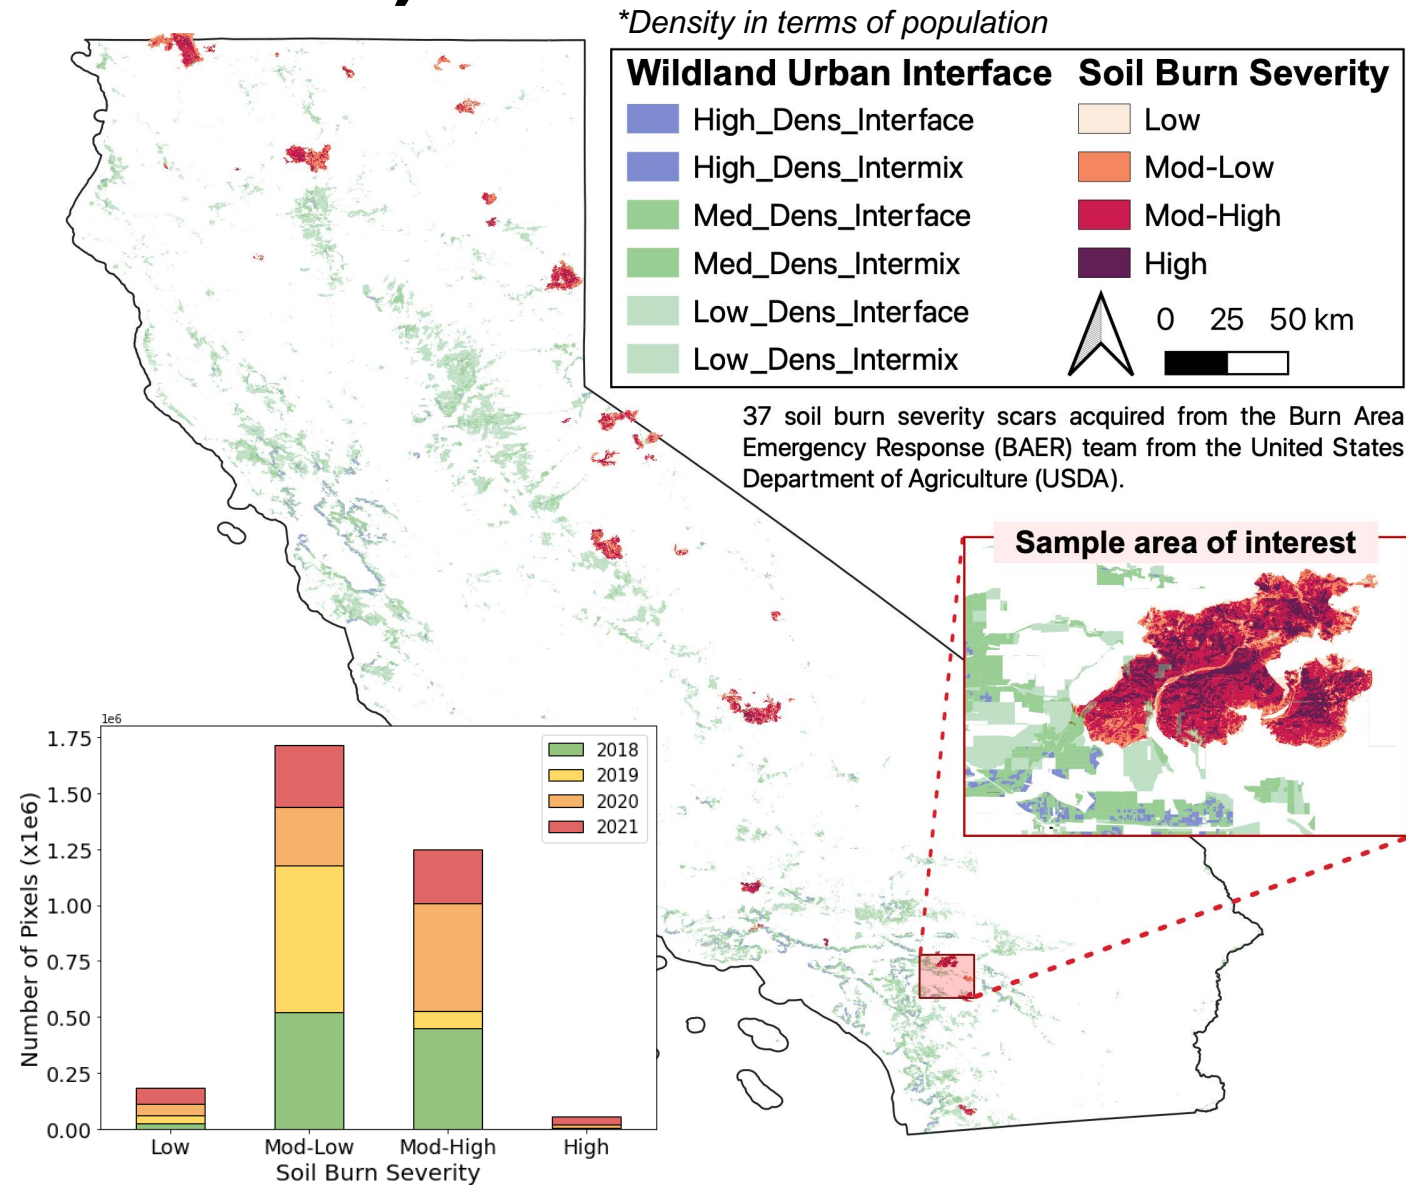 *Density in terms of population
Wildland Urban Interface
High_Dens_Interface
High_Dens_Intermix
Med_Dens_Interface
Med_Dens_Intermix
Low_Dens_Interface
Low_Dens_Intermix
Soil Burn Severity
Low
Mod-Low
Mod-High
High
0 25 50 km
37 soil burn severity scars acquired from the Burn Area
Emergency Response (BAER) team from the United States
Department of Agriculture (USDA).
Sample area of interest
1e6
1.75
1.50
1.25
1.00
0.75
0.50
0.25
0.00
Number of Pixels (x1e6)
2018
2019
2020
2021
Low Mod-Low Mod-High High
Soil Burn Severity